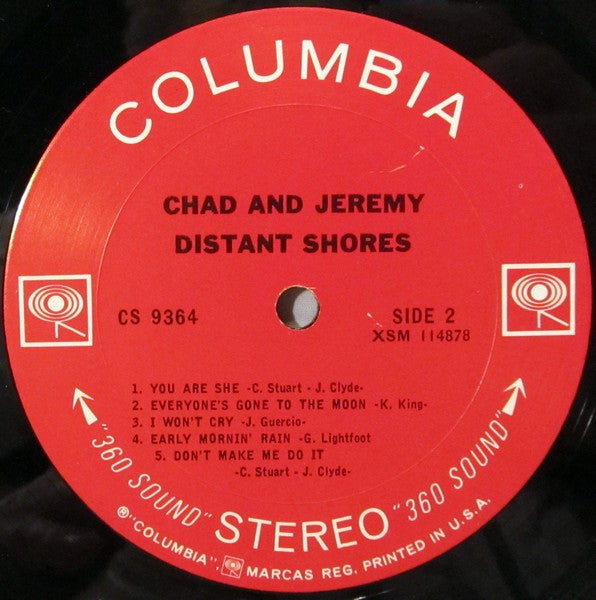 COLUMBIA
CHAD AND JEREMY
DISTANT SHORES
CS 9364
SIDE 2
XSM 114878
1. YOU ARE SHE -C. Stuart - J. Clyde-
2. EVERYONE'S GONE TO THE MOON -K. King-
3. I WON'T CRY -J. Guercio-
4. EARLY MORNIN' RAIN -G. Lightfoot
5. DON'T MAKE ME DO IT
-C. Stuart - J. Clyde-
"360 SOUND" STEREO "360 SOUND"
® "COLUMBIA", MARCAS REG. PRINTED IN U.S.A.